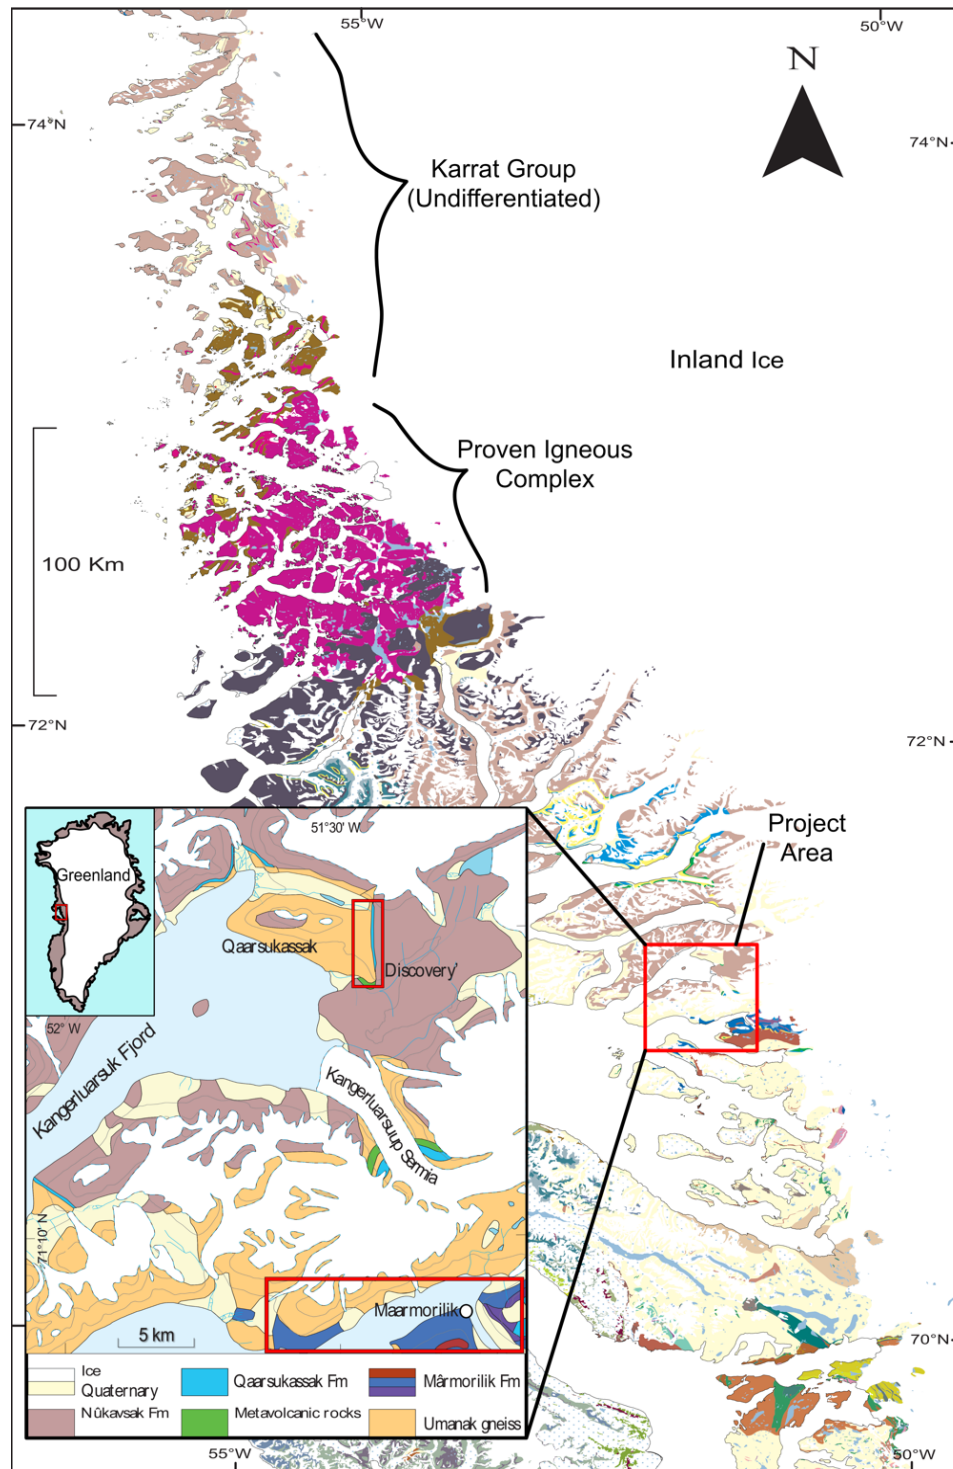 55°W
50°W
N
74°N
74°N
Karrat Group
(Undifferentiated)
Inland Ice
Proven Igneous
Complex
100 Km
72°N
72°N
Project
Area
51°30' W
Greenland
52° W
Qaarsukassak
Discovery'
Kangerluarsuk Fjord
Kangerluarsuup Sermia
71°10' N
Maarmorilik
5 km
70°N
Ice
Quaternary
Nûkavsak Fm
Qaarsukassak Fm
Metavolcanic rocks
Mârmorilik Fm
Umanak gneiss
55°W
50°W